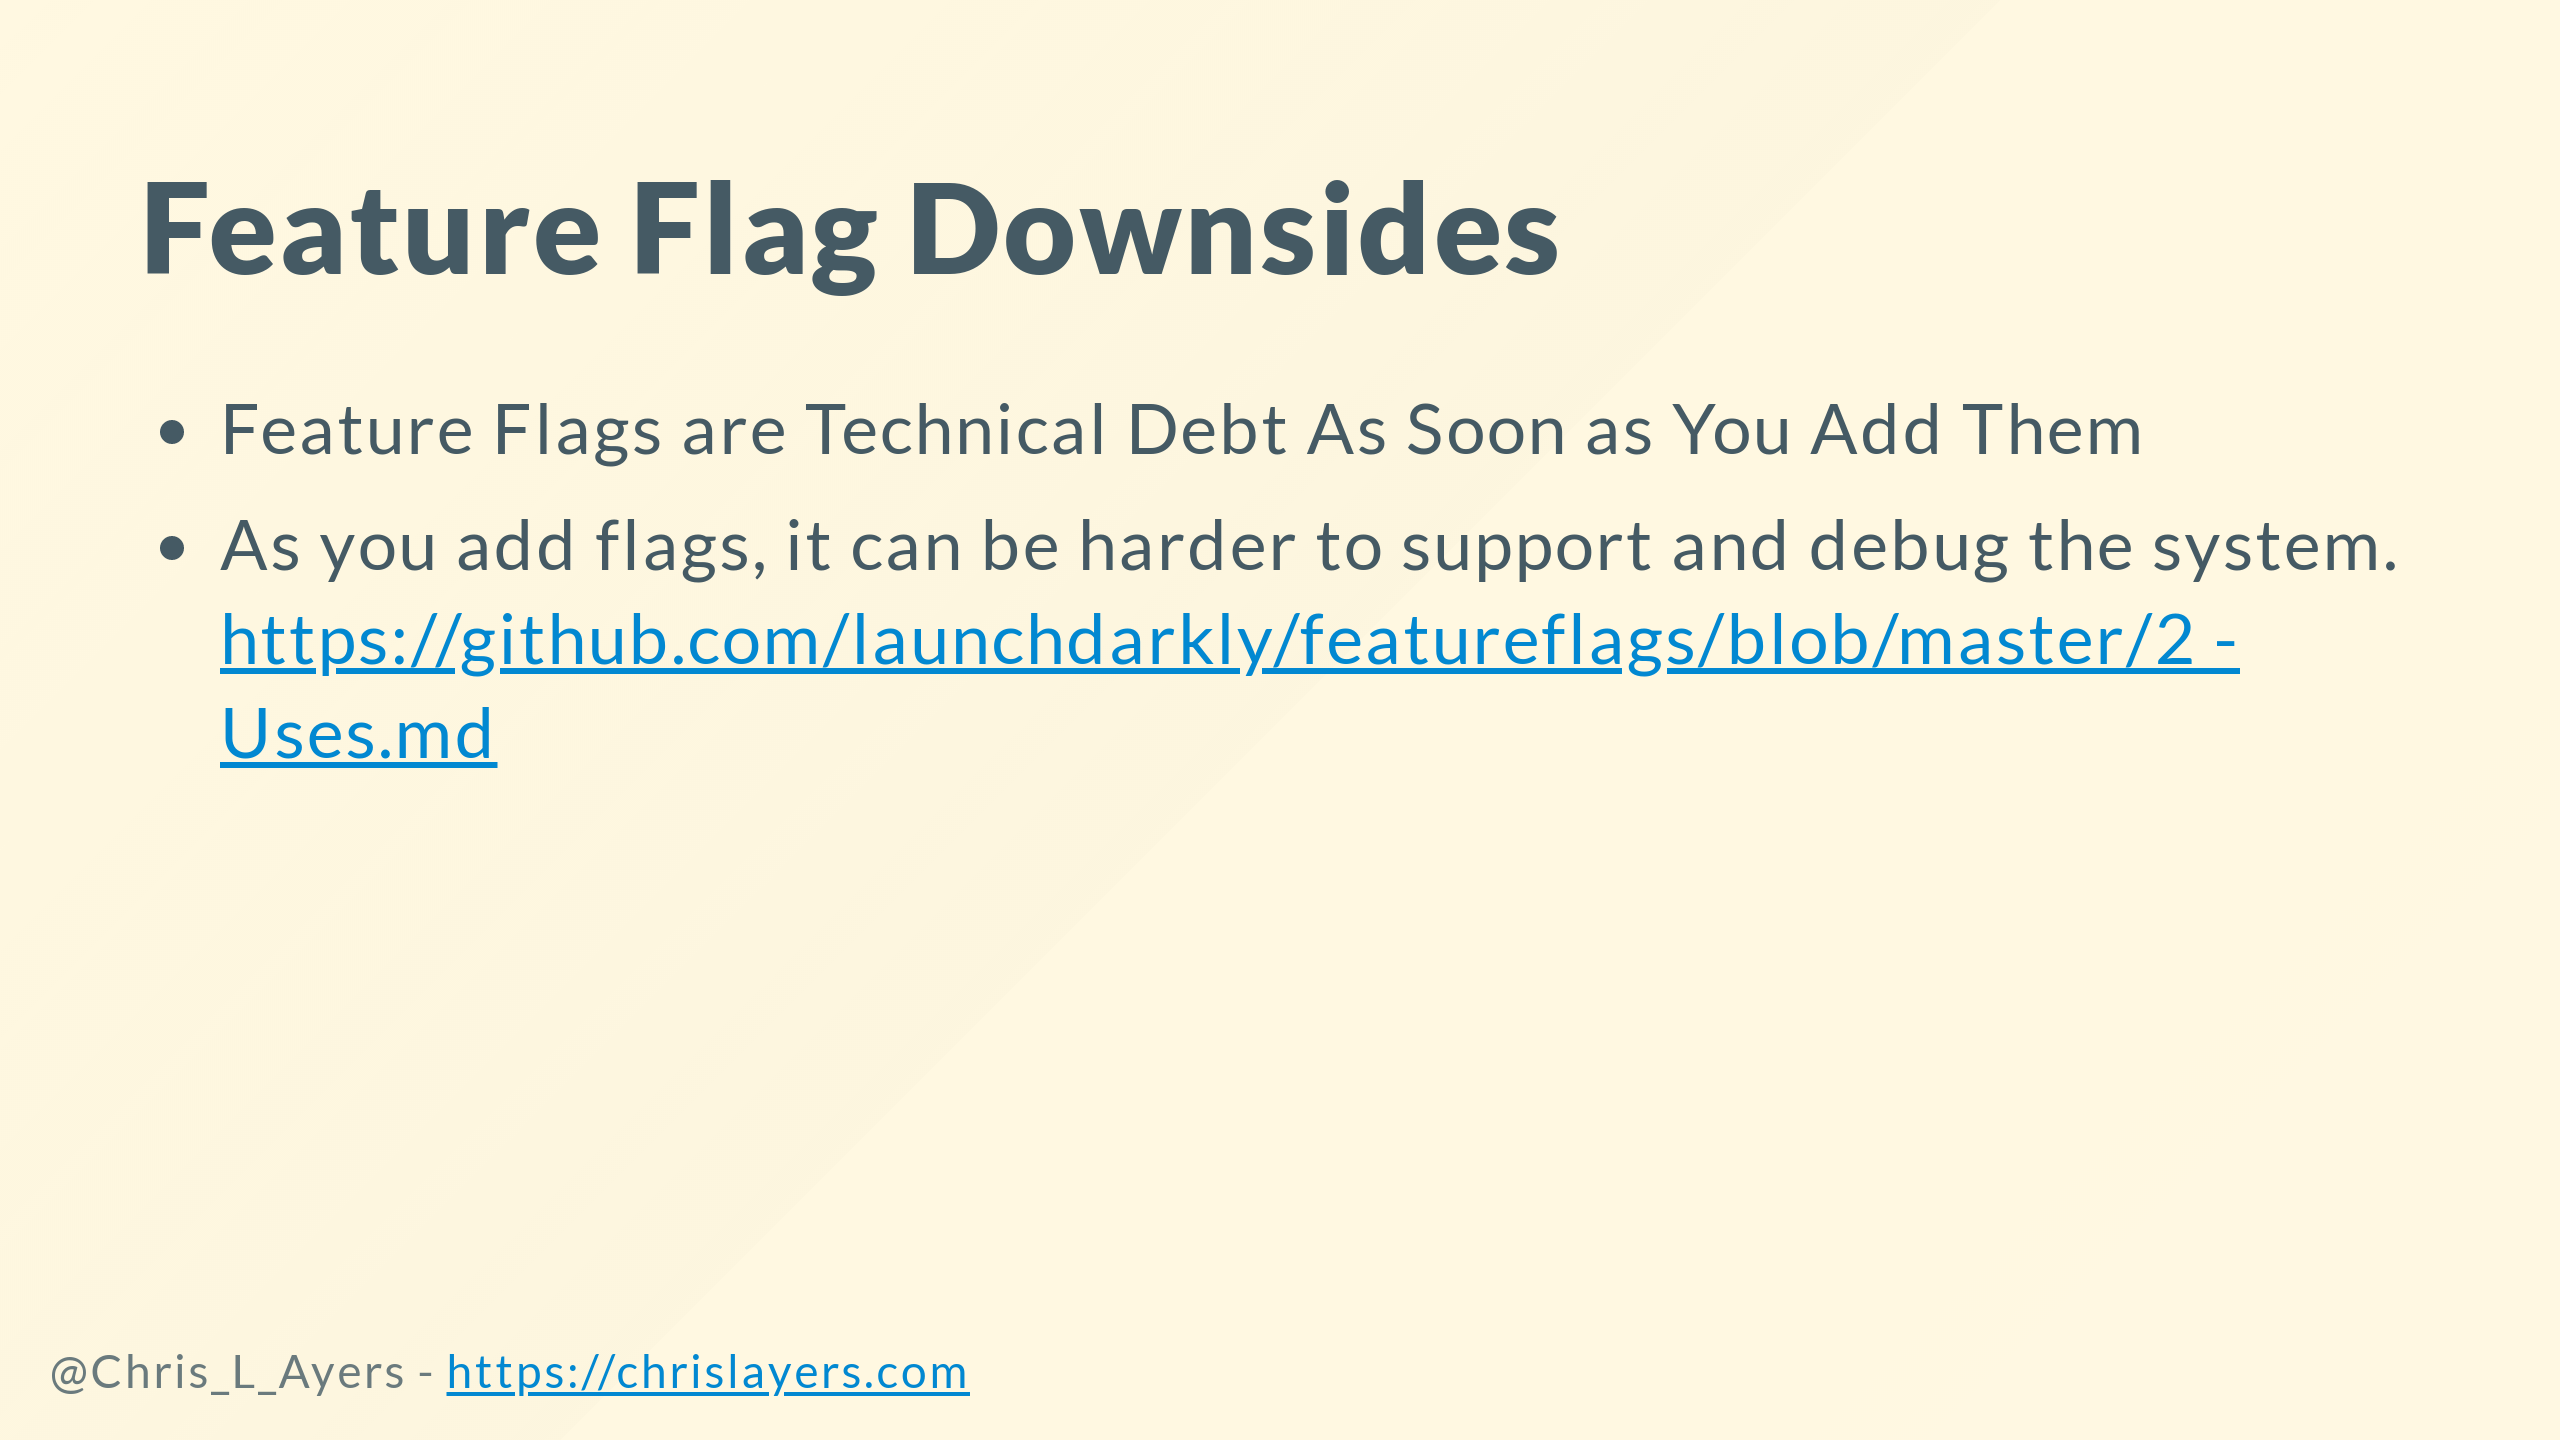 Feature Flag Downsides
• Feature Flags are Technical Debt As Soon as You Add Them
• As you add flags, it can be harder to support and debug the system.
https://github.com/launchdarkly/featureflags/blob/master/2 -
Uses.md
@Chris_L_Ayers - https://chrislayers.com